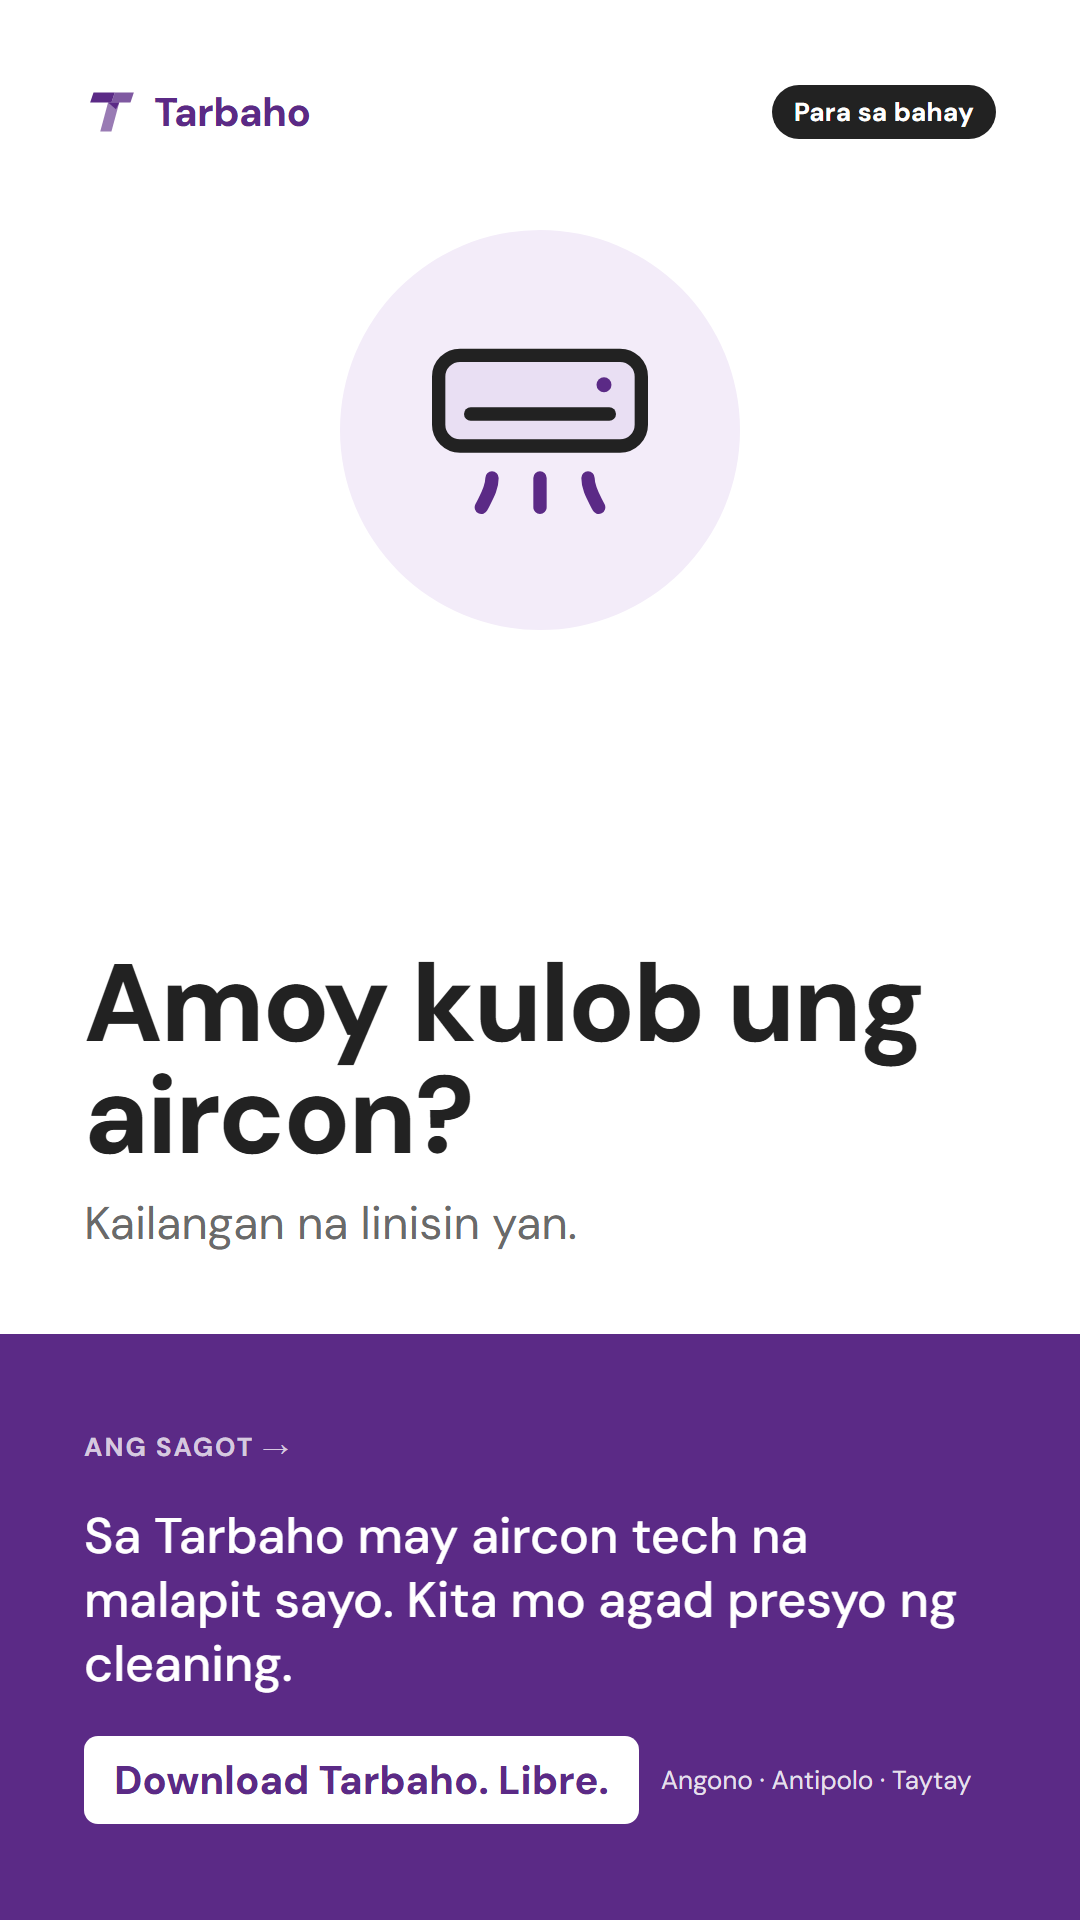 Tarbaho
Para sa bahay
Amoy kulob ung
aircon?
Kailangan na linisin yan.
ANG SAGOT →
Sa Tarbaho may aircon tech na
malapit sayo. Kita mo agad presyo ng
cleaning.
Download Tarbaho. Libre.
Angono · Antipolo · Taytay